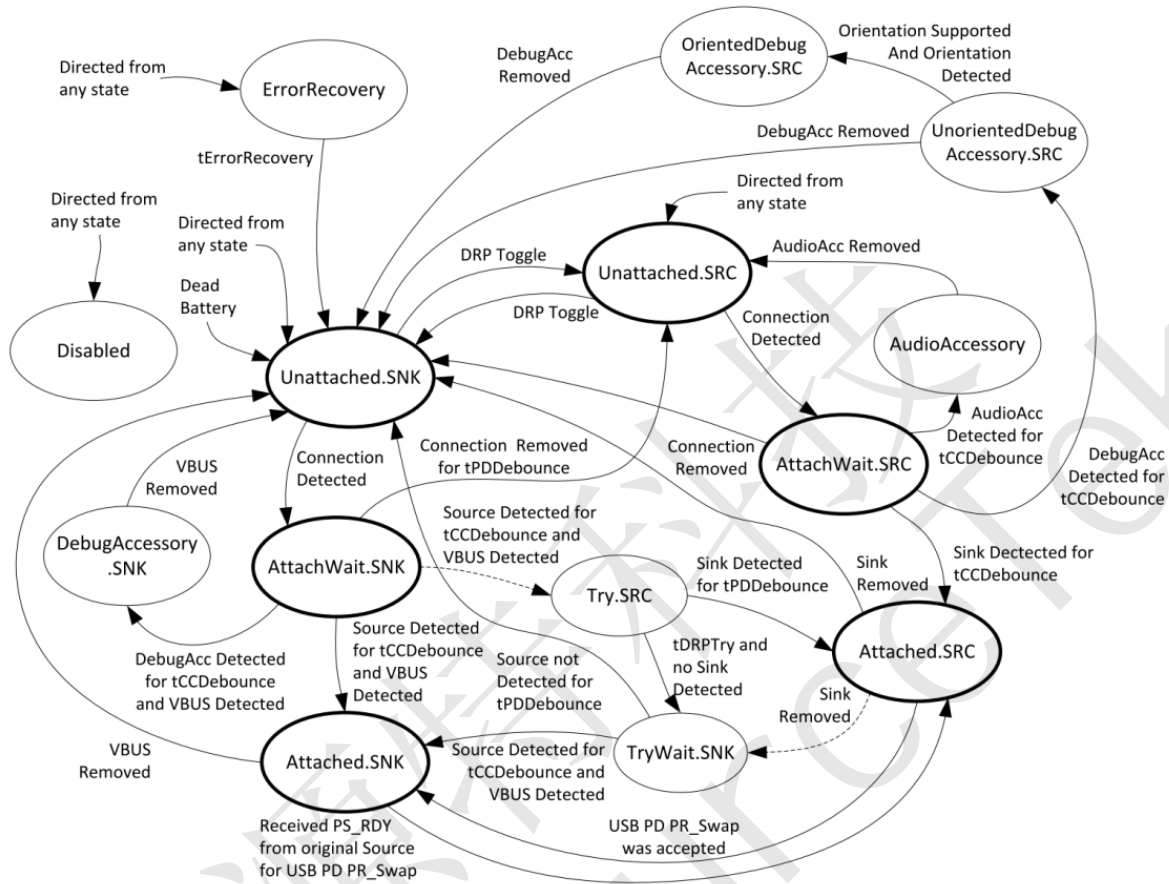 Directed from
any state
ErrorRecovery
tErrorRecovery
DebugAcc
Removed
OrientedDebug
Accessory.SRC
Orientation Supported
And Orientation
Detected
DebugAcc Removed
UnorientedDebug
Accessory.SRC
Directed from
any state
Directed from
any state
Dead
Battery
Disabled
DRP Toggle
DRP Toggle
Directed from
any state
Unattached.SRC
AudioAcc Removed
AudioAccessory
Unattached.SNK
Connection
Detected
VBUS
Removed
Connection
Detected
Connection Removed
for tPDDebounce
Connection
Removed
AttachWait.SRC
AudioAcc
Detected for
tCCDebounce
DebugAcc
Detected for
tCCDebounce
DebugAccessory
.SNK
AttachWait.SNK
Source Detected for
tCCDebounce and
VBUS Detected
Try.SRC
Sink Detected
for tPDDebounce
Sink
Removed
Sink Dectected for
tCCDebounce
Attached.SRC
DebugAcc Detected
for tCCDebounce
and VBUS Detected
Source Detected
for tCCDebounce
and VBUS
Detected
Source not
Detected for
tPDDebounce
tDRPTry and
no Sink
Detected
Sink
Removed
VBUS
Removed
Attached.SNK
Source Detected for
tCCDebounce and
VBUS Detected
TryWait.SNK
Received PS_RDY
from original Source
for USB PD PR_Swap
USB PD PR_Swap
was accepted